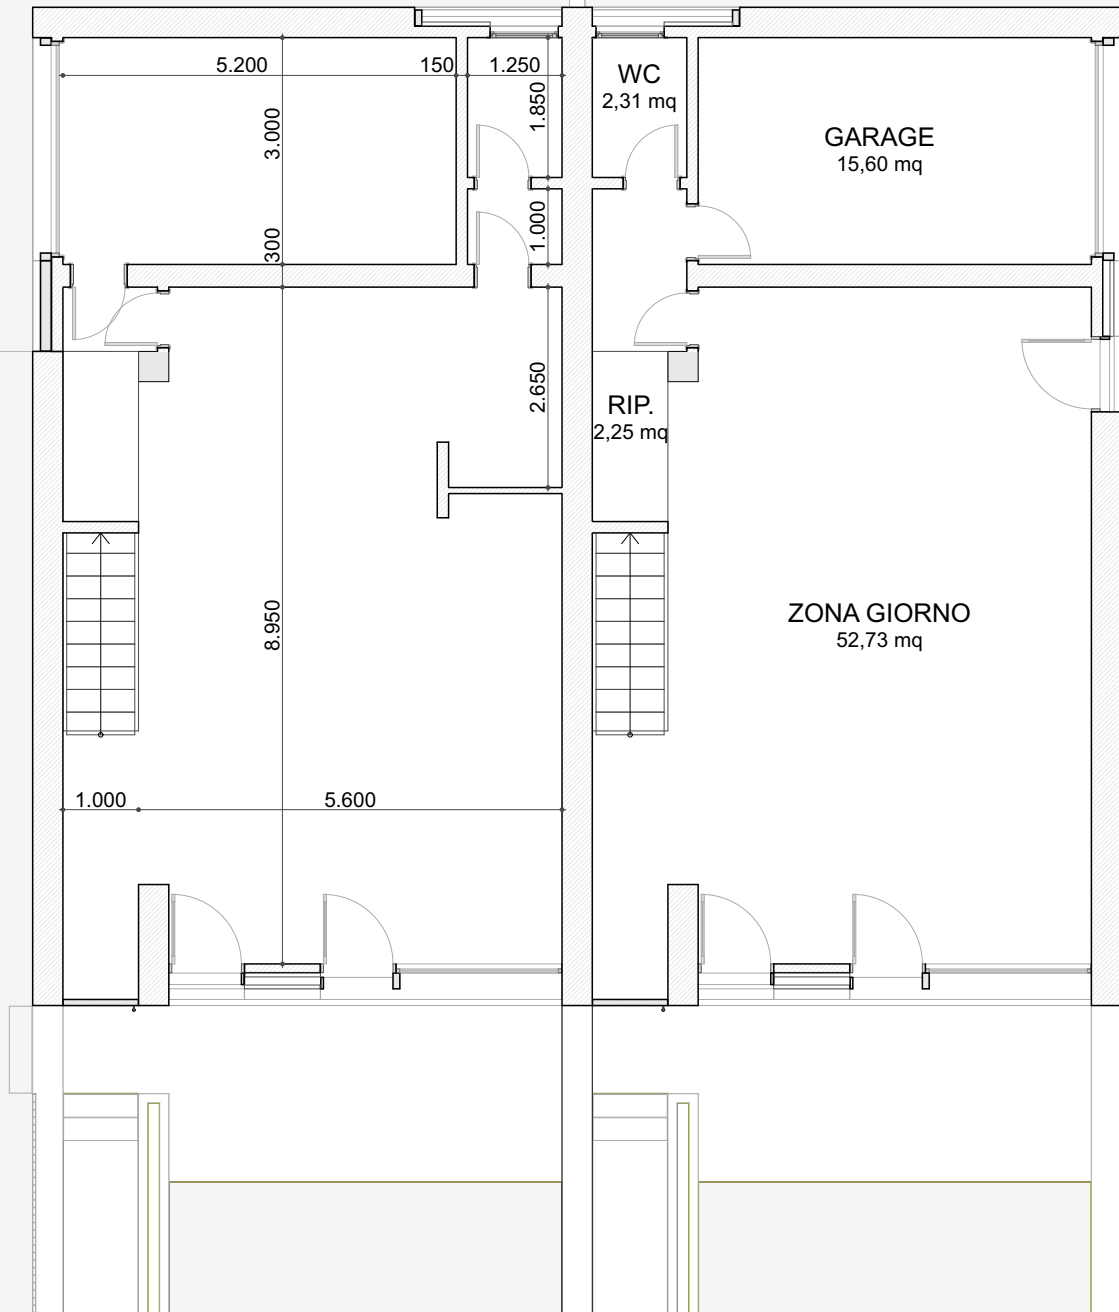 5.200
150
1.250
3.000
1.850
300
1.000
2.650
8.950
1.000
5.600
WC
2,31 mq
GARAGE
15,60 mq
RIP.
2,25 mq
ZONA GIORNO
52,73 mq